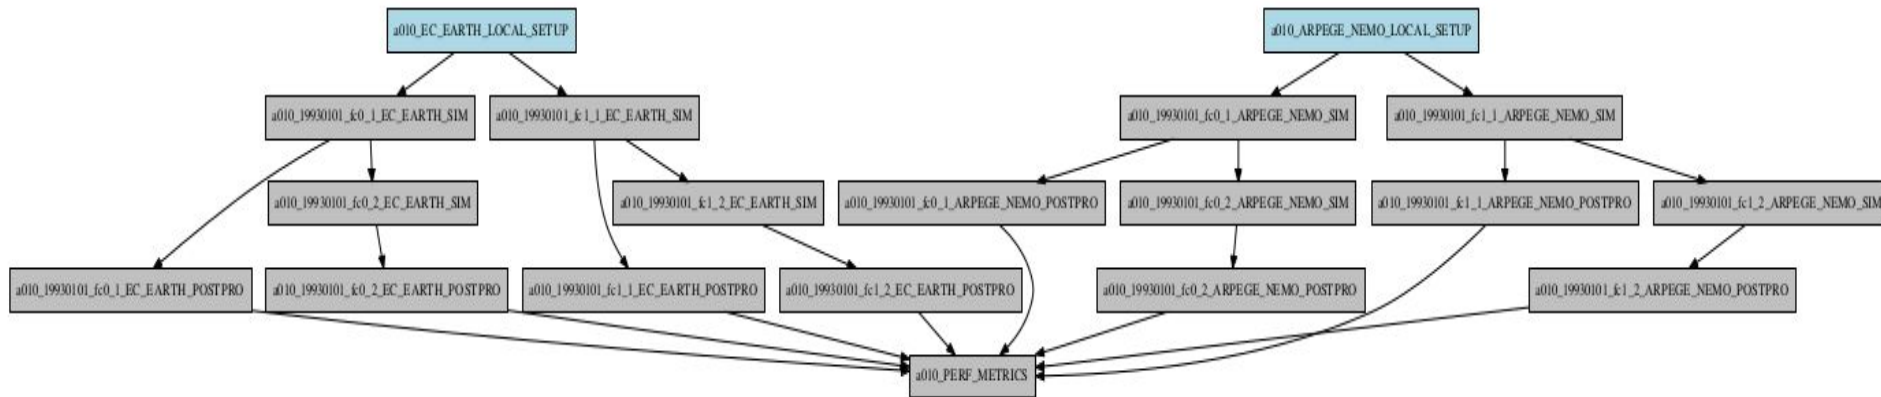 a010_EC_EARTH_LOCAL_SETUP
a010_ARPEGE_NEMO_LOCAL_SETUP
a010_19930101_fc0_1_EC_EARTH_SIM
a010_19930101_fc1_1_EC_EARTH_SIM
a010_19930101_fc0_1_ARPEGE_NEMO_SIM
a010_19930101_fc1_1_ARPEGE_NEMO_SIM
a010_19930101_fc0_2_EC_EARTH_SIM
a010_19930101_fc1_2_EC_EARTH_SIM
a010_19930101_fc0_1_ARPEGE_NEMO_POSTPRO
a010_19930101_fc0_2_ARPEGE_NEMO_SIM
a010_19930101_fc1_1_ARPEGE_NEMO_POSTPRO
a010_19930101_fc1_2_ARPEGE_NEMO_SIM
a010_19930101_fc0_1_EC_EARTH_POSTPRO
a010_19930101_fc0_2_EC_EARTH_POSTPRO
a010_19930101_fc1_1_EC_EARTH_POSTPRO
a010_19930101_fc1_2_EC_EARTH_POSTPRO
a010_19930101_fc0_2_ARPEGE_NEMO_POSTPRO
a010_19930101_fc1_2_ARPEGE_NEMO_POSTPRO
a010_PERF_METRICS